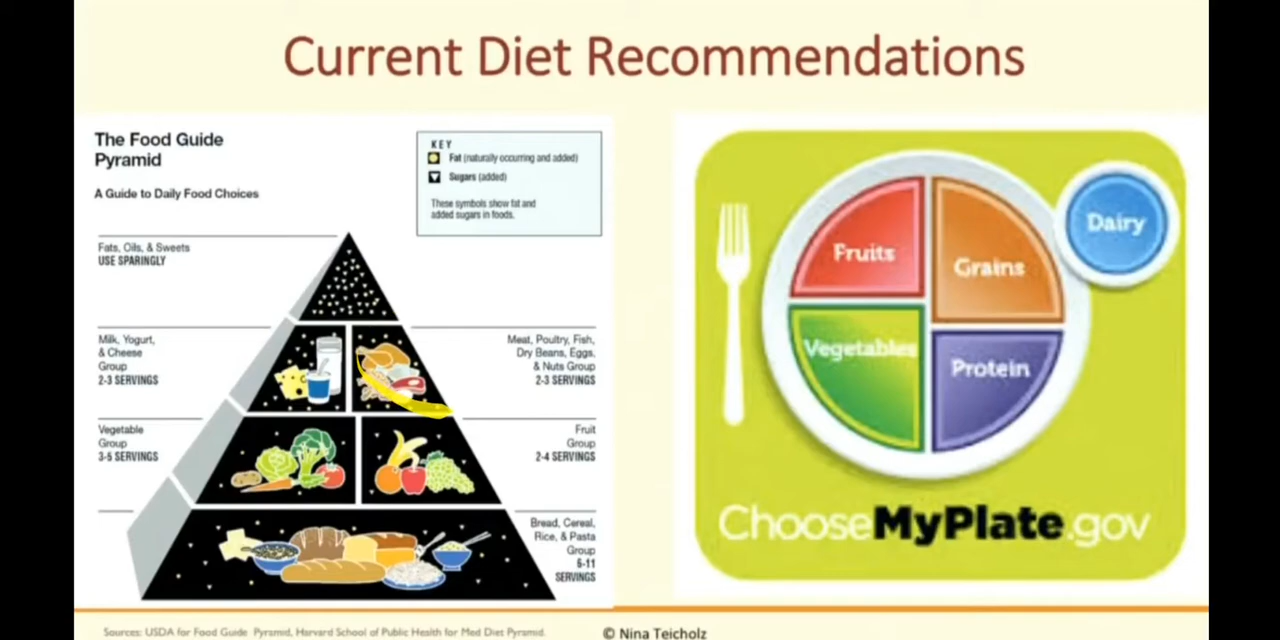 Current Diet Recommendations
The Food Guide
Pyramid
A Guide to Daily Food Choices
KEY
Fat (naturally occurring and added)
Sugars (added)
These symbols show fat and
added sugars in foods.
Fats, Oils, & Sweets
USE SPARINGLY
Milk, Yogurt,
& Cheese
Group
2-3 SERVINGS
Meat, Poultry, Fish,
Dry Beans, Eggs,
& Nuts Group
2-3 SERVINGS
Vegetable
Group
3-5 SERVINGS
Fruit
Group
2-4 SERVINGS
Bread, Cereal,
Rice, & Pasta
Group
6-11
SERVINGS
Fruits
Grains
Dairy
Vegetables
Protein
ChooseMyPlate.gov
Sources: USDA for Food Guide Pyramid, Harvard School of Public Health for Med Diet Pyramid.
© Nina Teicholz